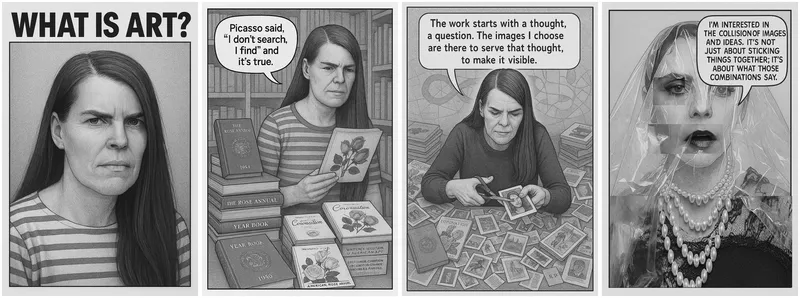 WHAT IS ART?
Picasso said,
"I don't search,
I find" and
it's true.
THE
ROSE ANNUAL
THE ROSE ANNUAL
YEAR BOOK
YEAR BOOK
1950
The work starts with a thought,
a question. The images I choose
are there to serve that thought,
to make it visible.
I'M INTERESTED IN
THE COLLISION OF IMAGES
AND IDEAS. IT'S NOT
JUST ABOUT STICKING
THINGS TOGETHER; IT'S
ABOUT WHAT THOSE
COMBINATIONS SAY.